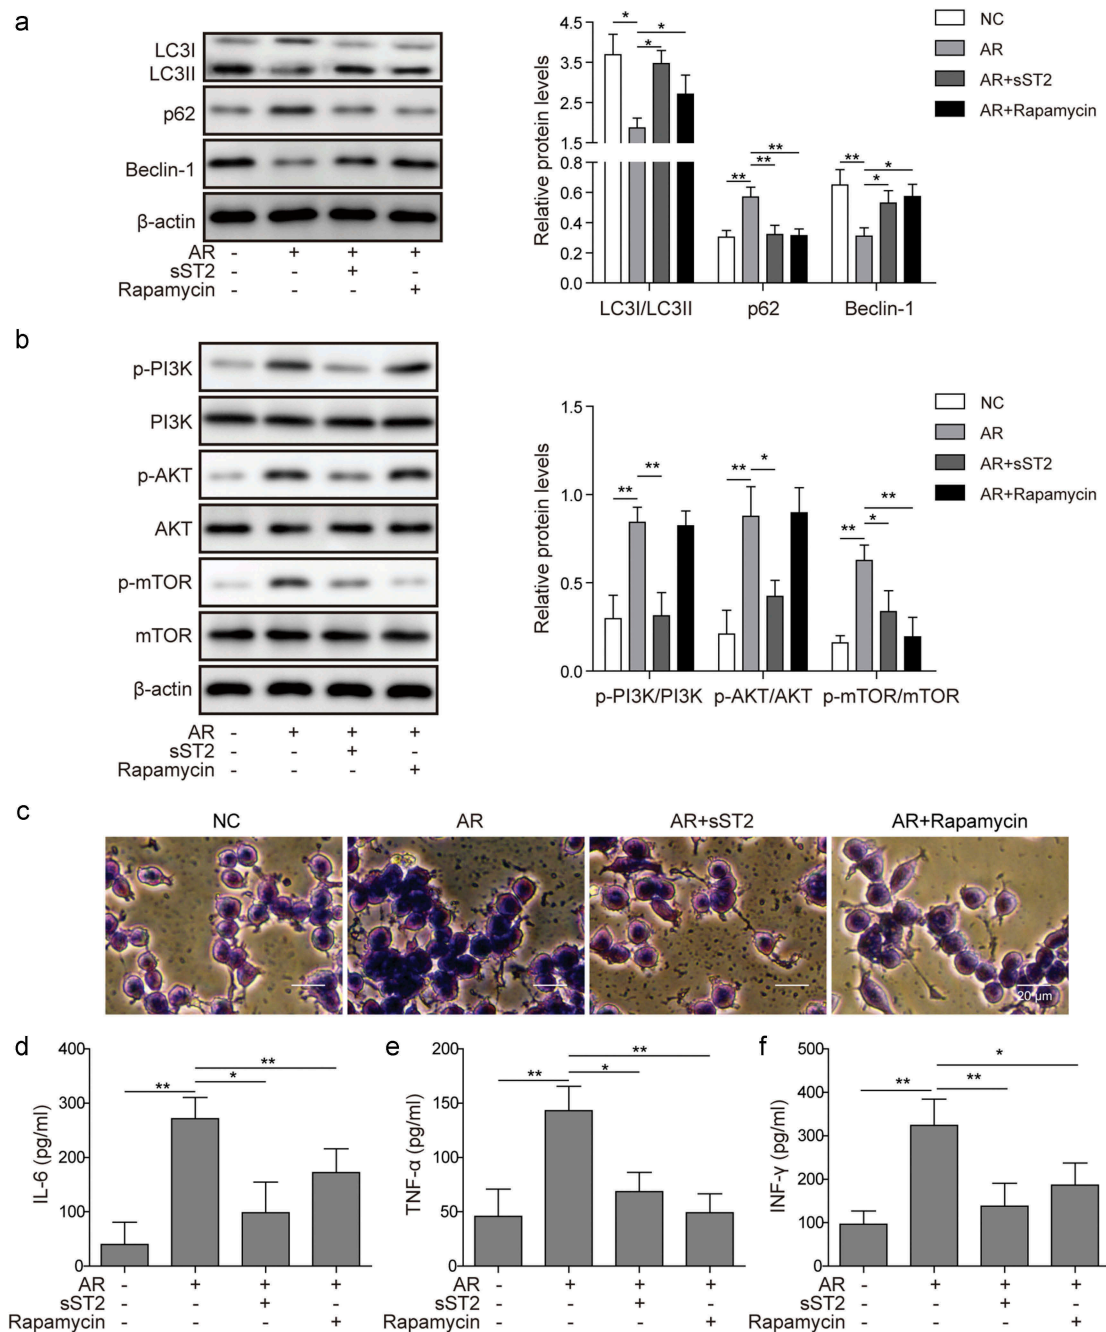 a
LC3I
LC3II
p62
Beclin-1
β-actin
AR - + + +
sST2 - - + -
Rapamycin - - - +
Relative protein levels
4.5
3.5
2.5
1.5
0.8
0.6
0.4
0.2
0.0
* * *
** ** **
** * *
LC3I/LC3II p62 Beclin-1
NC
AR
AR+sST2
AR+Rapamycin
b
p-PI3K
PI3K
p-AKT
AKT
p-mTOR
mTOR
β-actin
AR - + + +
sST2 - - + -
Rapamycin - - - +
Relative protein levels
1.5
1.0
0.5
0.0
** **
** *
** * **
p-PI3K/PI3K p-AKT/AKT p-mTOR/mTOR
NC
AR
AR+sST2
AR+Rapamycin
c
NC AR AR+sST2 AR+Rapamycin
20 μm
d
IL-6 (pg/ml)
400
300
200
100
0
** * **
AR - + + +
sST2 - - + -
Rapamycin - - - +
e
TNF-α (pg/ml)
200
150
100
50
0
** * **
AR - + + +
sST2 - - + -
Rapamycin - - - +
f
INF-γ (pg/ml)
500
400
300
200
100
0
** ** *
AR - + + +
sST2 - - + -
Rapamycin - - - +